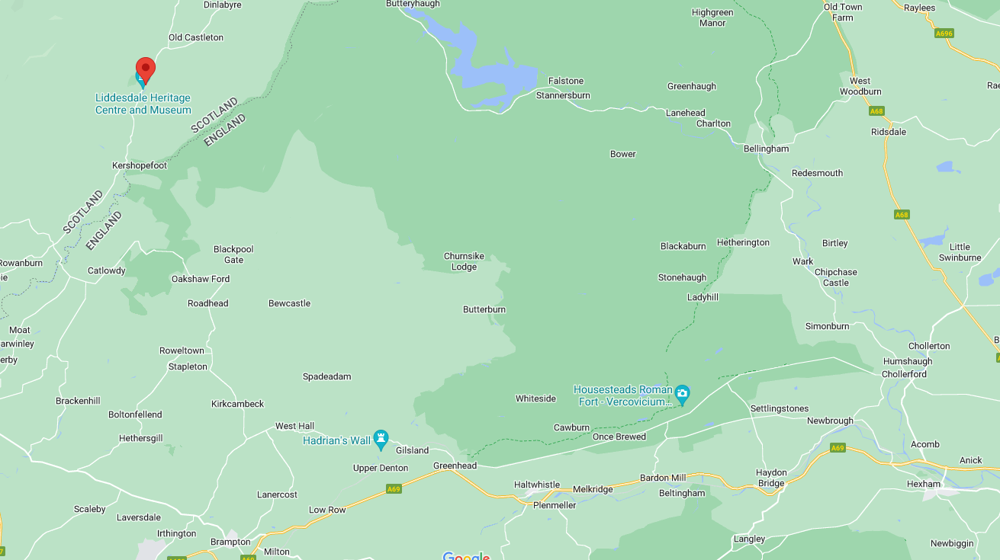 Dinlabyre
Butteryhaugh
Highgreen
Manor
Old Town
Farm
Raylees
A696
Old Castleton
Liddesdale Heritage
Centre and Museum
SCOTLAND
ENGLAND
Falstone
Stannersburn
Greenhaugh
West
Woodburn
A68
Lanehead
Charlton
Ridsdale
Bellingham
Bower
Kershopefoot
Redesmouth
SCOTLAND
ENGLAND
A68
Blackpool
Gate
Churnsike
Lodge
Blackaburn
Hetherington
Birtley
Little
Swinburne
Rowanburn
Catlowdy
Oakshaw Ford
Stonehaugh
Wark
Chipchase
Castle
Roadhead
Bewcastle
Butterburn
Ladyhill
Simonburn
Moat
Roweltown
Stapleton
Chollerton
Humshaugh
Chollerford
Spadeadam
Housesteads Roman
Fort - Vercovicium...
Whiteside
Brackenhill
Kirkcambeck
Boltonfellend
Settlingstones
Newbrough
West Hall
Cawburn
Once Brewed
Hethersgill
Hadrian's Wall
Gilsland
A69
Acomb
Upper Denton
Greenhead
Anick
Haydon
Bridge
Hexham
Bardon Mill
Haltwhistle
Melkridge
Beltingham
A69
Lanercost
Low Row
Plenmeller
Scaleby
Laversdale
Irthington
Brampton
Milton
Langley
Newbiggin
A69
Google